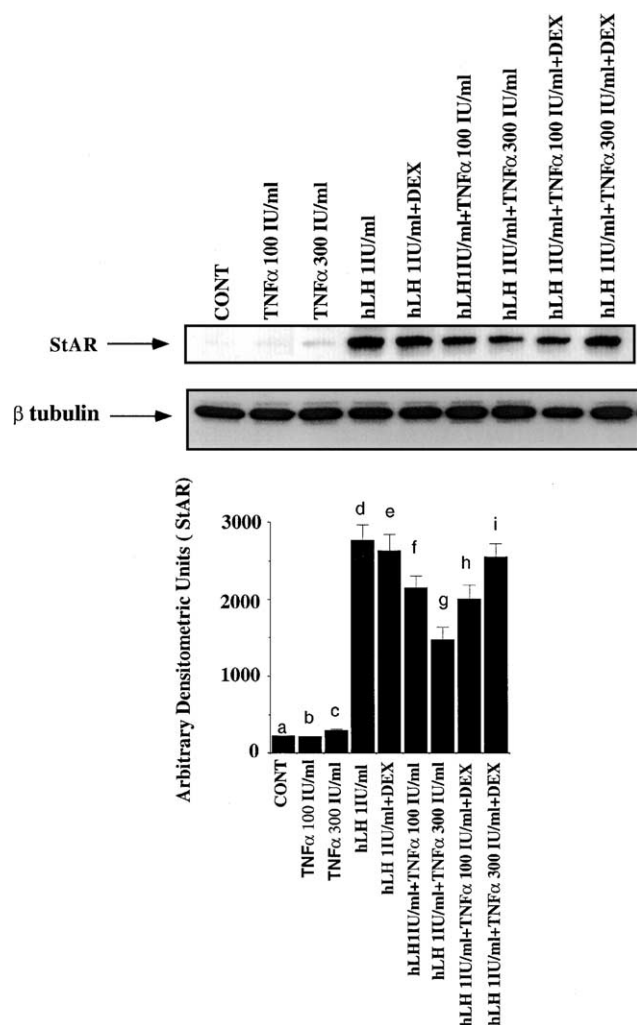 CONT
TNFα 100 IU/ml
TNFα 300 IU/ml
hLH 1IU/ml
hLH 1IU/ml+DEX
hLH1IU/ml+TNFα 100 IU/ml
hLH 1IU/ml+TNFα 300 IU/ml
hLH 1IU/ml+TNFα 100 IU/ml+DEX
hLH 1IU/ml+TNFα 300 IU/ml+DEX
StAR
β tubulin
Arbitrary Densitometric Units ( StAR)
3000
2000
1000
0
a
b
c
d
e
f
g
h
i
CONT
TNFα 100 IU/ml
TNFα 300 IU/ml
hLH 1IU/ml
hLH 1IU/ml+DEX
hLH1IU/ml+TNFα 100 IU/ml
hLH 1IU/ml+TNFα 300 IU/ml
hLH 1IU/ml+TNFα 100 IU/ml+DEX
hLH 1IU/ml+TNFα 300 IU/ml+DEX